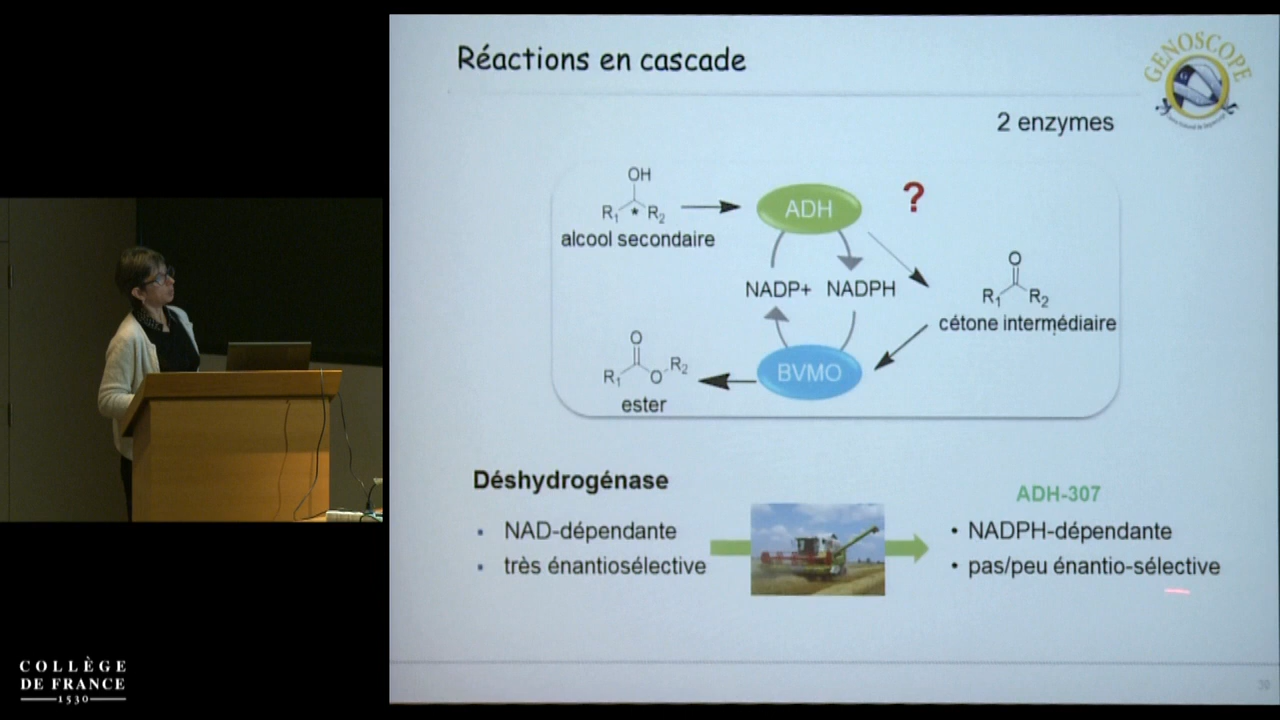 Réactions en cascade
GENOSCOPE
2 enzymes
OH
R1 * R2
alcool secondaire
ADH
?
NADP+ NADPH
O
R1 R2
cétone intermédiaire
BVMO
O
R1 O R2
ester
Déshydrogénase
• NAD-dépendante
• très énantiosélective
ADH-307
• NADPH-dépendante
• pas/peu énantio-sélective
30
COLLÈGE
DE FRANCE
1530